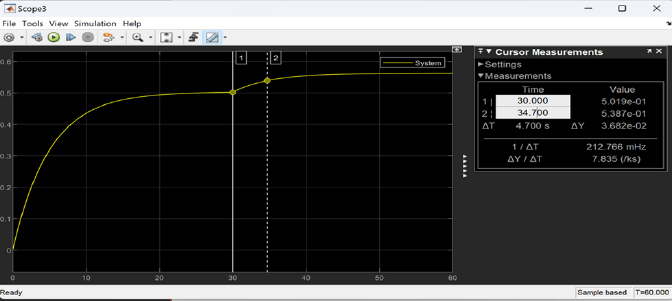 Scope3
File Tools View Simulation Help
System
1 2
0.6
0.5
0.4
0.3
0.2
0.1
0
0 10 20 30 40 50 60
Cursor Measurements
Settings
Measurements
Time Value
1 | 30.000 5.019e-01
2 | 34.700 5.387e-01
ΔT 4.700 s ΔY 3.682e-02
1 / ΔT 212.766 mHz
ΔY / ΔT 7.835 (/ks)
Ready Sample based T=60.000